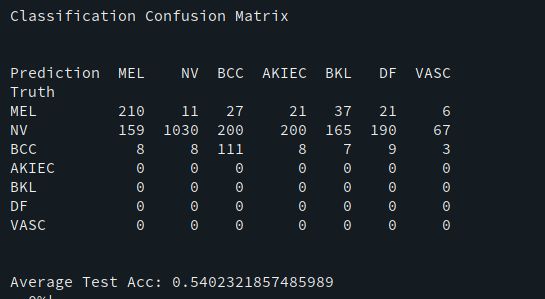 Classification Confusion Matrix
Prediction MEL NV BCC AKIEC BKL DF VASC
Truth
MEL 210 11 27 21 37 21 6
NV 159 1030 200 200 165 190 67
BCC 8 8 111 8 7 9 3
AKIEC 0 0 0 0 0 0 0
BKL 0 0 0 0 0 0 0
DF 0 0 0 0 0 0 0
VASC 0 0 0 0 0 0 0
Average Test Acc: 0.5402321857485989